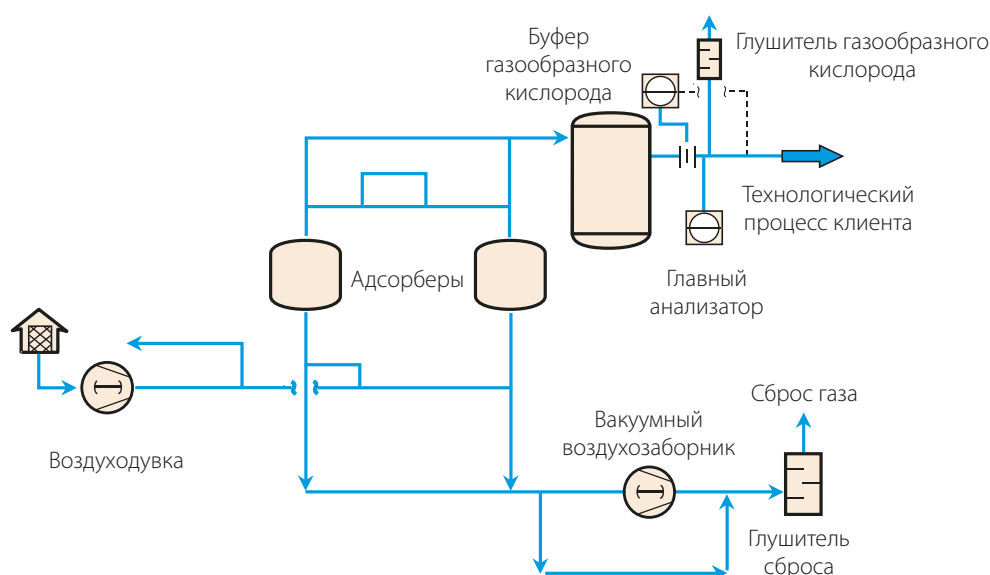 Буфер
газообразного
кислорода
Глушитель газообразного
кислорода
Технологический
процесс клиента
Адсорберы
Главный
анализатор
Воздуходувка
Вакуумный
воздухозаборник
Сброс газа
Глушитель
сброса